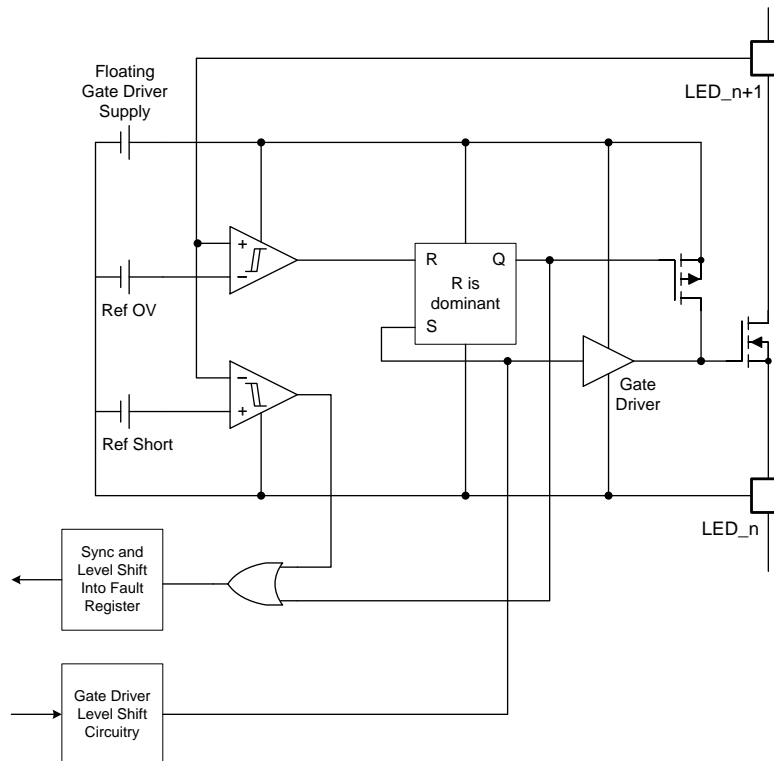 Floating
Gate Driver
Supply
LED_n+1
+
−
R
Q
R is
dominant
S
Ref OV
−
+
Gate
Driver
Ref Short
LED_n
Sync and
Level Shift
Into Fault
Register
Gate Driver
Level Shift
Circuitry